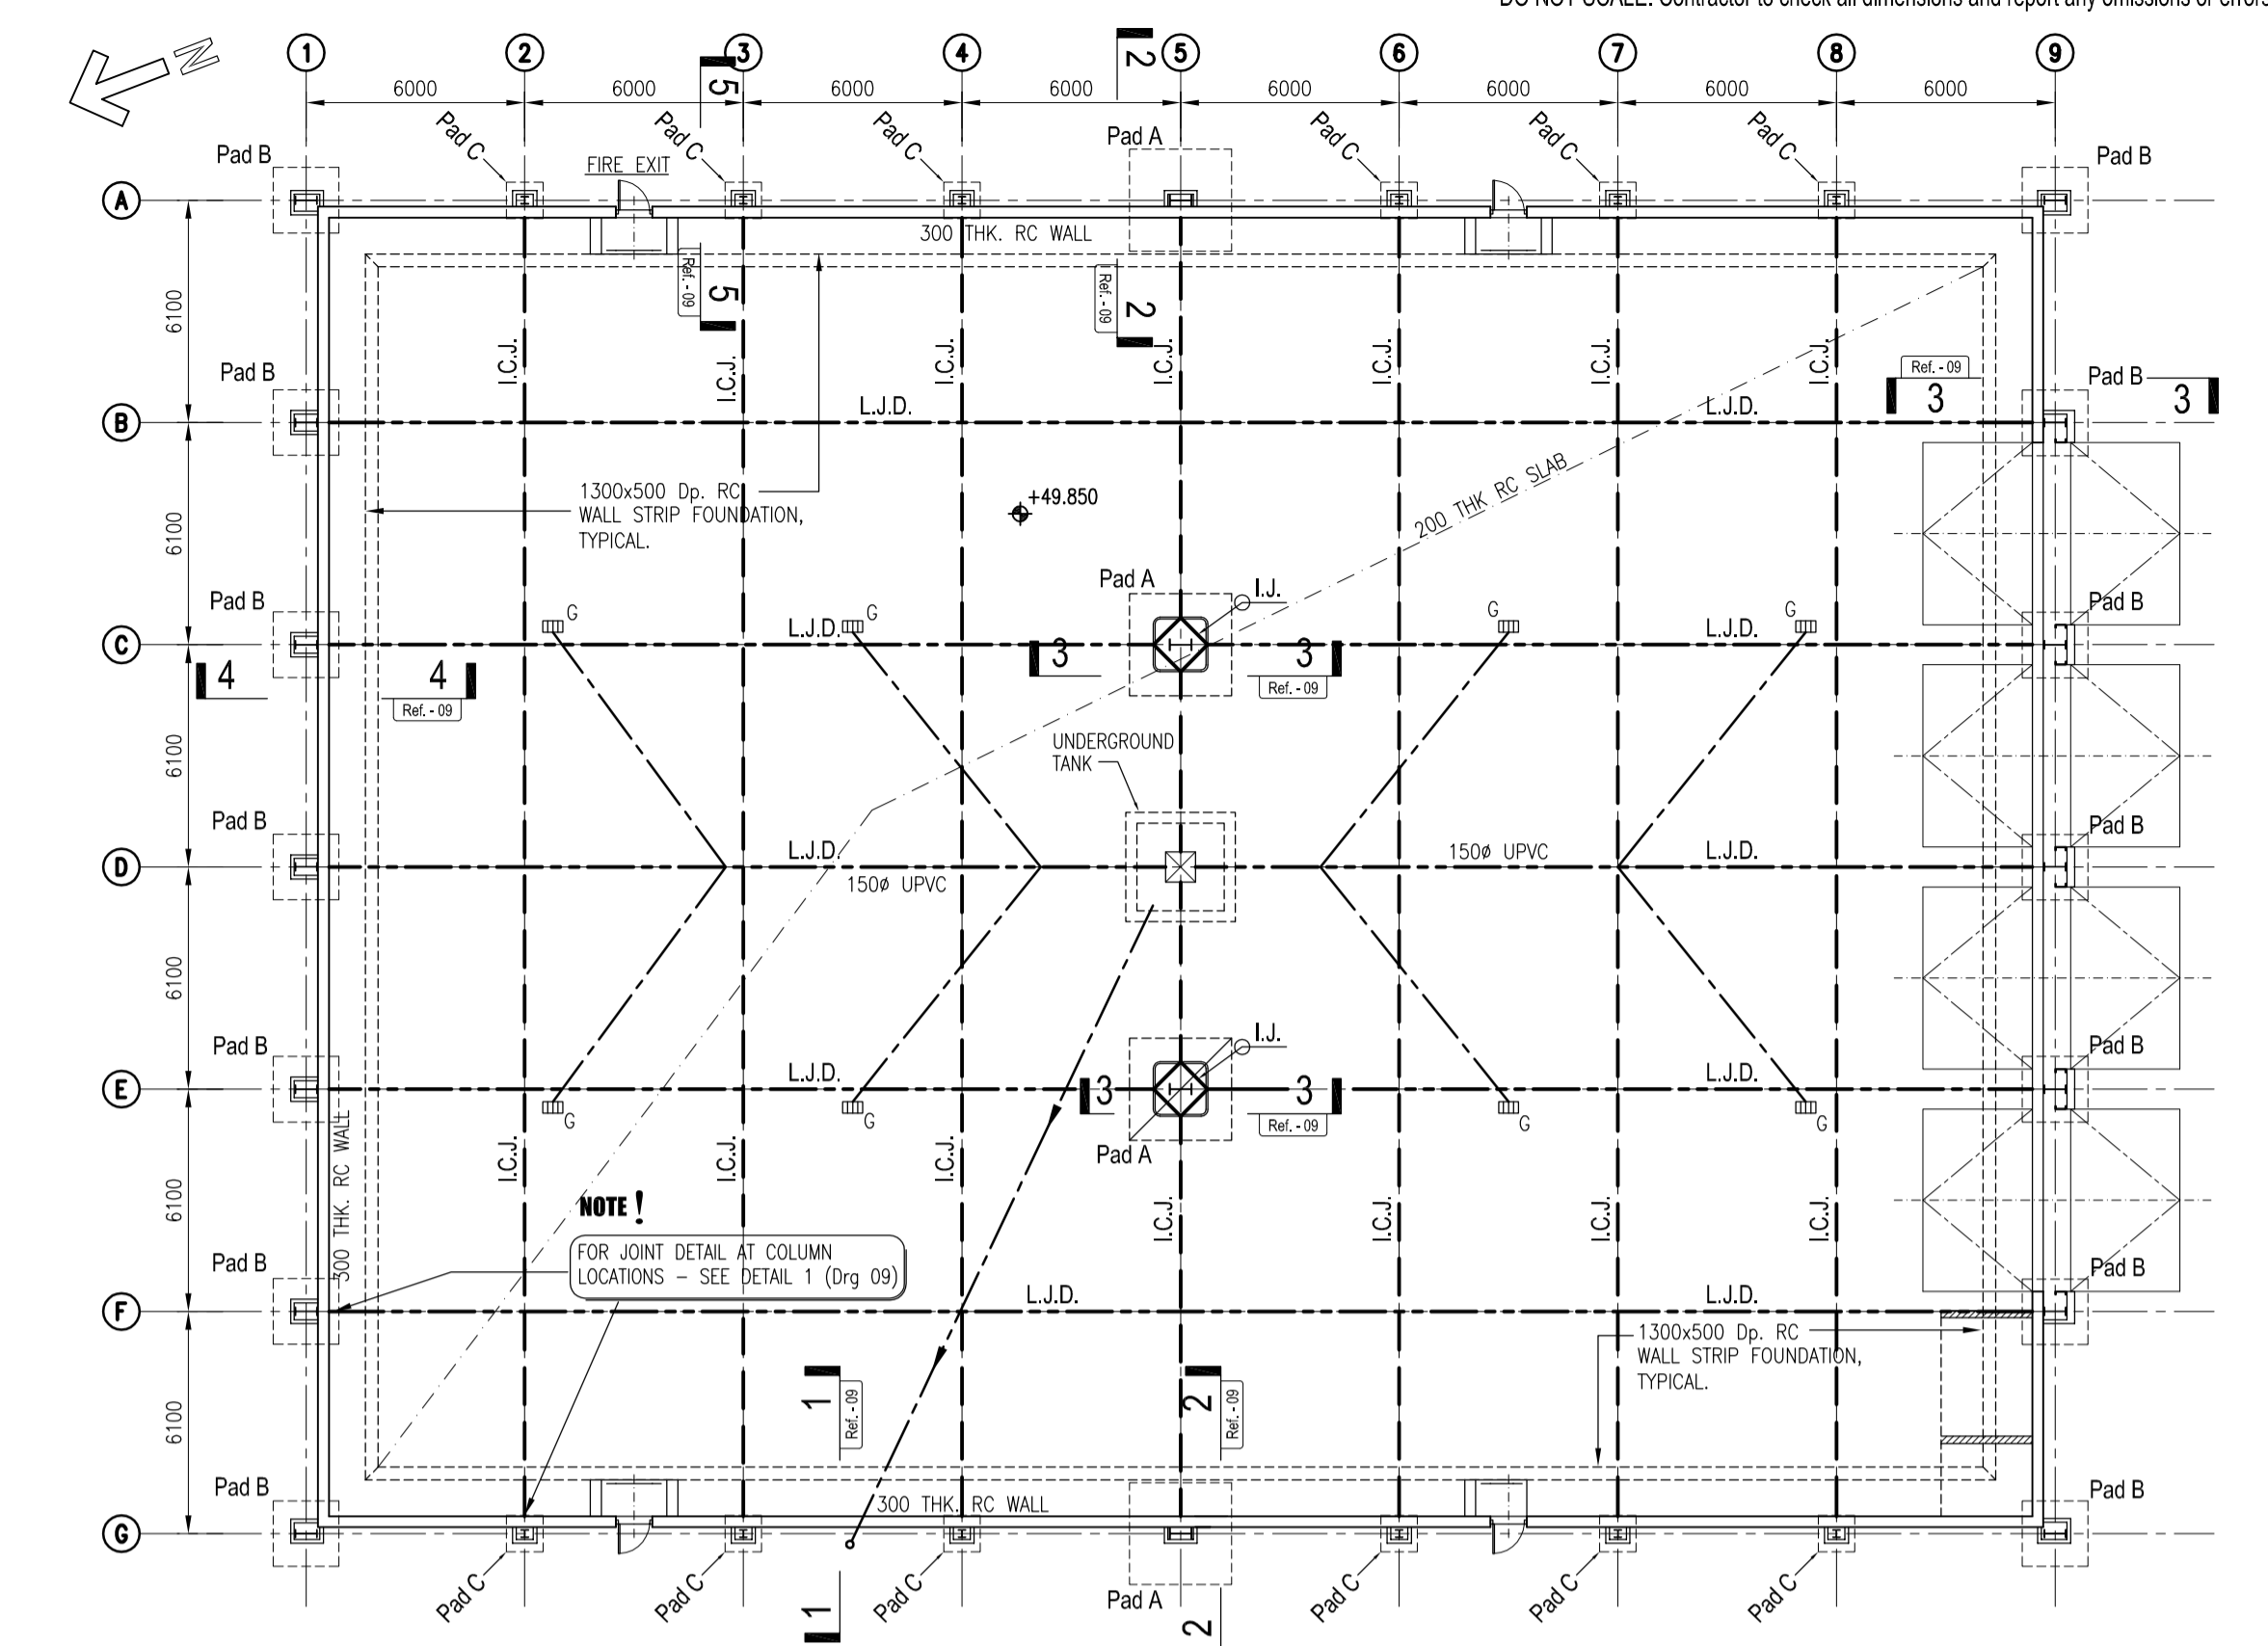 DO NOT SCALE. Contractor to check all dimensions and report any omissions or errors
N
1 2 3 4 5 6 7 8 9
5 2
6000 6000 6000 6000 6000 6000 6000 6000
Pad C Pad C Pad C Pad A Pad C Pad C Pad C
Pad B FIRE EXIT Pad B
A
300 THK. RC WALL
Ref. - 09 5 Ref. - 09 2
6100
I.C.J. I.C.J. I.C.J. I.C.J. I.C.J. I.C.J. I.C.J.
Pad B Ref. - 09 3 Pad B 3
B L.J.D. L.J.D.
200 THK RC SLAB
1300x500 Dp. RC
WALL STRIP FOUNDATION,
TYPICAL.
+49.850
6100
Pad A I.J.
Pad B G G G G Pad B
C L.J.D. L.J.D.
4 4 3 3
Ref. - 09 Ref. - 09
6100
UNDERGROUND
TANK
Pad B Pad B
D L.J.D. 150ø UPVC L.J.D.
150ø UPVC
6100
Pad B I.J. Pad B
E L.J.D. L.J.D.
3 3
G G G G
Ref. - 09
Pad A
300 THK. RC WALL
I.C.J. I.C.J. I.C.J. I.C.J. I.C.J. I.C.J. I.C.J.
6100
NOTE !
FOR JOINT DETAIL AT COLUMN
LOCATIONS – SEE DETAIL 1 (Drg 09)
Pad B Pad B
F L.J.D. L.J.D.
1300x500 Dp. RC
WALL STRIP FOUNDATION,
TYPICAL.
6100
1 Ref. - 09 2 Ref. - 09
Pad B 300 THK. RC WALL Pad B
G
Pad C Pad C Pad C Pad A Pad C Pad C Pad C
1 2